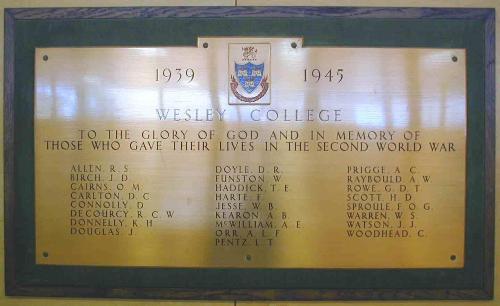 1939 1945
WESLEY COLLEGE
TO THE GLORY OF GOD AND IN MEMORY OF
THOSE WHO GAVE THEIR LIVES IN THE SECOND WORLD WAR
ALLEN, R. S.
BIRCH, J. D.
CAIRNS, O. M.
CARLTON, D. C.
CONNOLLY, D.
DECOURCY, R. C. W.
DONNELLY, K. H.
DOUGLAS, J.
DOYLE, D. R.
FUNSTON, W.
HADDICK, T. E.
HARTE, F.
JESSE, W. B.
KEARON, A. B.
McWILLIAM, A. E.
ORR, A. L. F.
PENTZ, L. T.
PRIGGE, A. C.
RAYBOULD, A. W.
ROWE, G. D. T.
SCOTT, H. D.
SPROULE, F. O. G.
WARREN, W. S.
WATSON, J. J.
WOODHEAD, C.